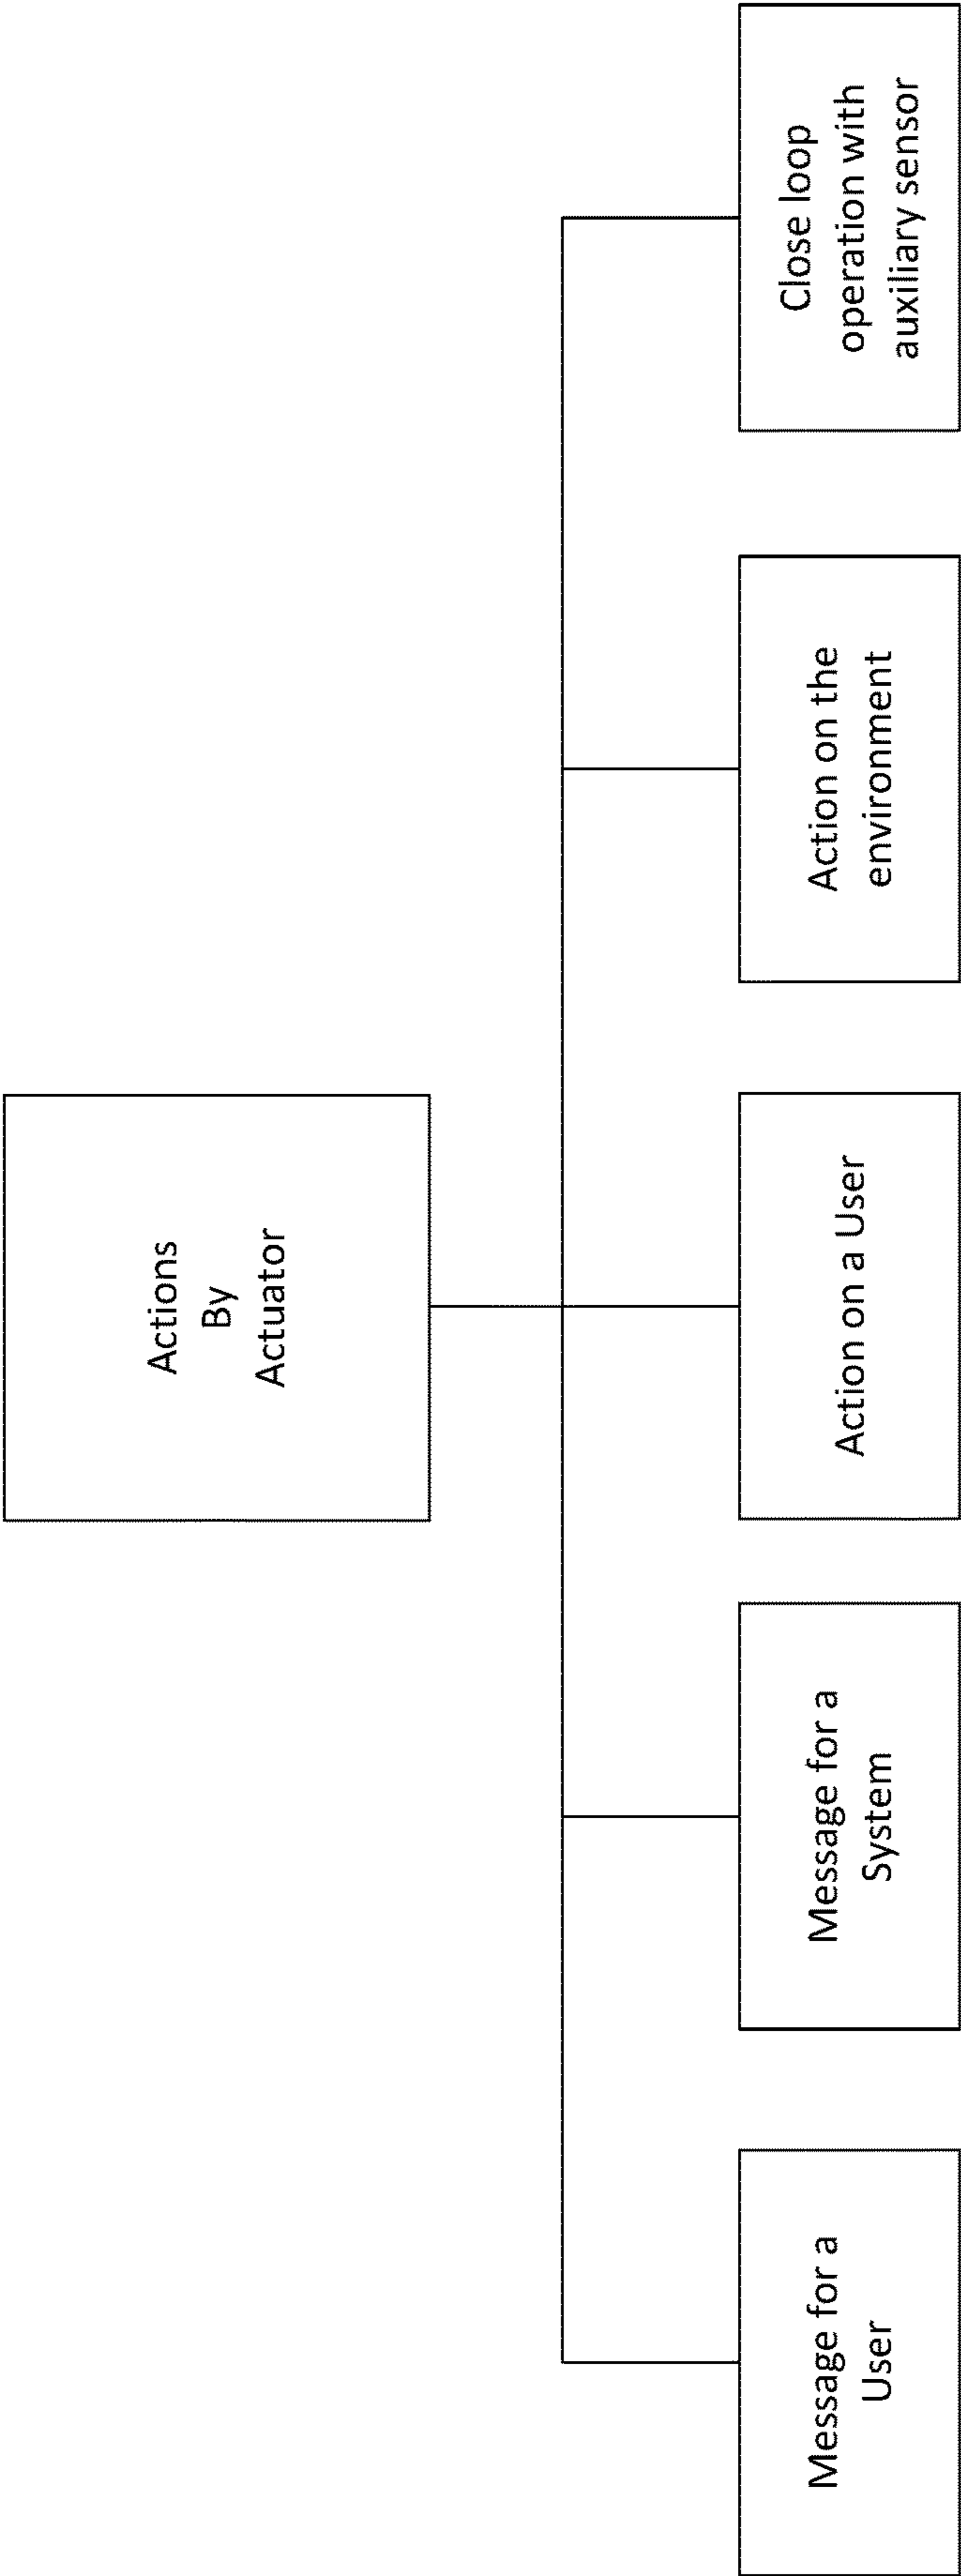 Actions
By
Actuator
Message for a
User
Message for a
System
Action on a User
Action on the
environment
Close loop
operation with
auxiliary sensor